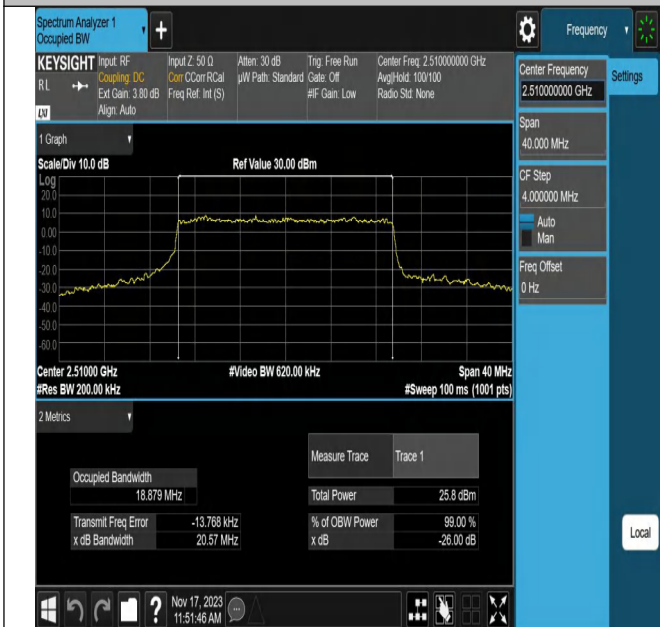 Spectrum Analyzer 1
Occupied BW
+
Frequency
KEYSIGHT
RL
LXI
Input: RF
Coupling: DC
Ext Gain: 3.80 dB
Align: Auto
Input Z: 50 Ω
Corr CCorr RCal
Freq Ref: Int (S)
Atten: 30 dB
µW Path: Standard
Trig: Free Run
Gate: Off
#IF Gain: Low
Center Freq: 2.510000000 GHz
Avg|Hold: 100/100
Radio Std: None
Center Frequency
2.510000000 GHz
Settings
Span
40.000 MHz
CF Step
4.000000 MHz
Auto
Man
Freq Offset
0 Hz
1 Graph
Scale/Div 10.0 dB
Ref Value 30.00 dBm
Log
20.0
10.0
0.00
-10.0
-20.0
-30.0
-40.0
-50.0
-60.0
Center 2.51000 GHz
#Video BW 620.00 kHz
Span 40 MHz
#Res BW 200.00 kHz
#Sweep 100 ms (1001 pts)
2 Metrics
Measure Trace
Trace 1
Occupied Bandwidth
18.879 MHz
Total Power
25.8 dBm
Transmit Freq Error
-13.768 kHz
% of OBW Power
99.00 %
x dB Bandwidth
20.57 MHz
x dB
-26.00 dB
Local
?
Nov 17, 2023
11:51:46 AM